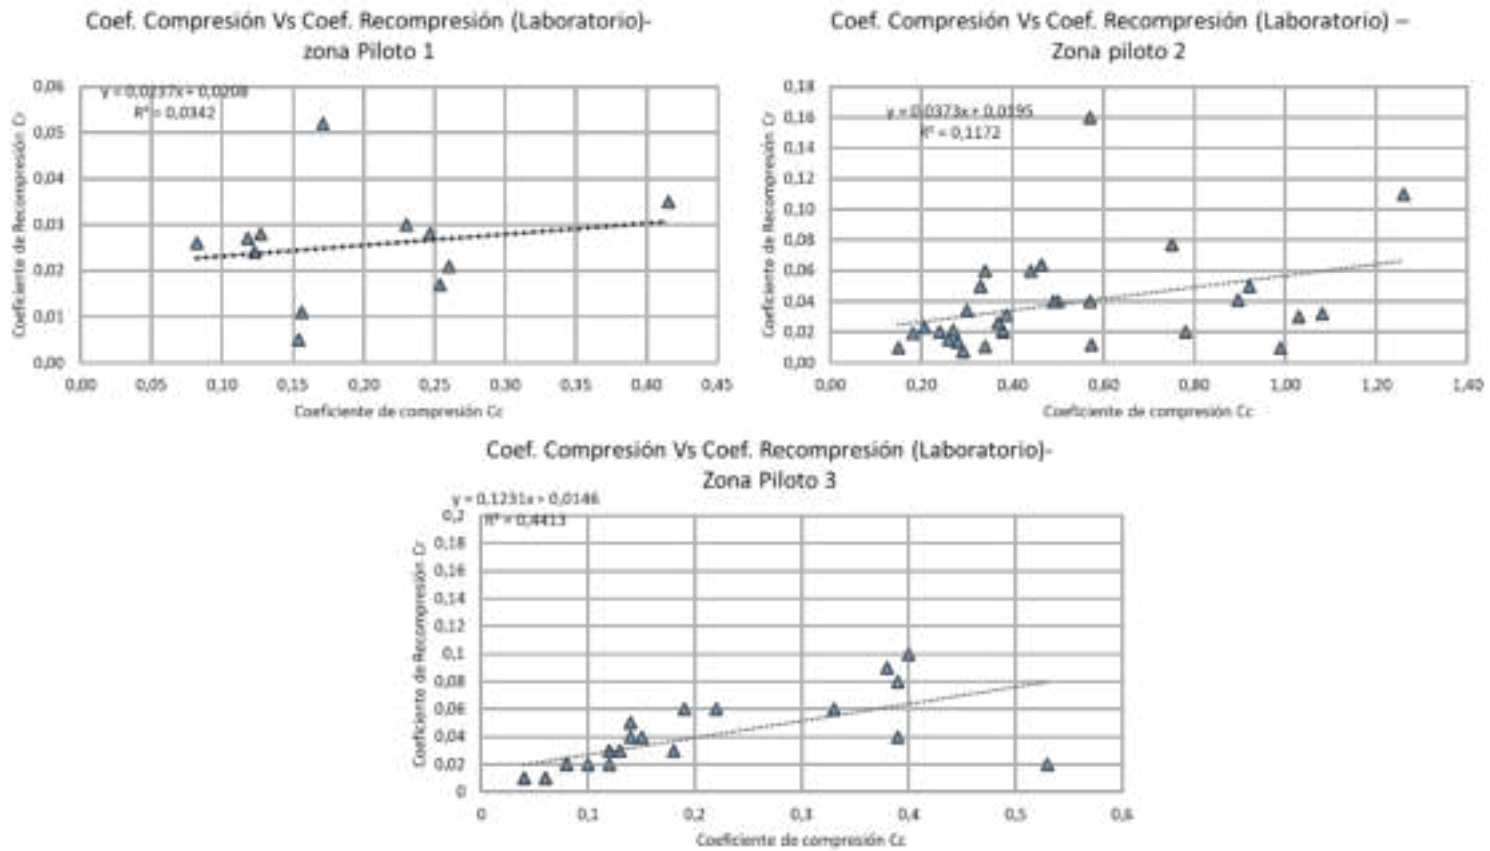 Coef. Compresión Vs Coef. Recompresión (Laboratorio)-
zona Piloto 1
y = 0,0237x + 0,0208
R² = 0,0342
Coeficiente de Recompresión Cr
0,06
0,05
0,04
0,03
0,02
0,01
0,00
0,00 0,05 0,10 0,15 0,20 0,25 0,30 0,35 0,40 0,45
Coeficiente de compresión Cc
Coef. Compresión Vs Coef. Recompresión (Laboratorio) –
Zona piloto 2
y = 0.0373x + 0,0195
R² = 0,1172
Coeficiente de Recompresión Cr
0,18
0,16
0,14
0,12
0,10
0,08
0,06
0,04
0,02
0,00
0,00 0,20 0,40 0,60 0,80 1,00 1,20 1,40
Coeficiente de compresión Cc
Coef. Compresión Vs Coef. Recompresión (Laboratorio)-
Zona Piloto 3
y = 0,1231x + 0,0146
R² = 0,4413
Coeficiente de Recompresión Cr
0,2
0,18
0,16
0,14
0,12
0,1
0,08
0,06
0,04
0,02
0
0 0,1 0,2 0,3 0,4 0,5 0,6
Coeficiente de compresión Cc